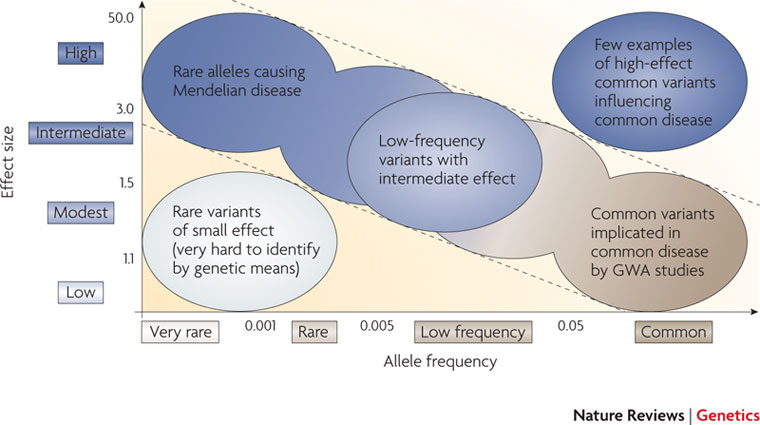 50.0
High
3.0
Intermediate
Effect size
1.5
Modest
1.1
Low
Rare alleles causing
Mendelian disease
Few examples
of high-effect
common variants
influencing
common disease
Low-frequency
variants with
intermediate effect
Rare variants
of small effect
(very hard to identify
by genetic means)
Common variants
implicated in
common disease
by GWA studies
Very rare
0.001
Rare
0.005
Low frequency
0.05
Common
Allele frequency
Nature Reviews | Genetics